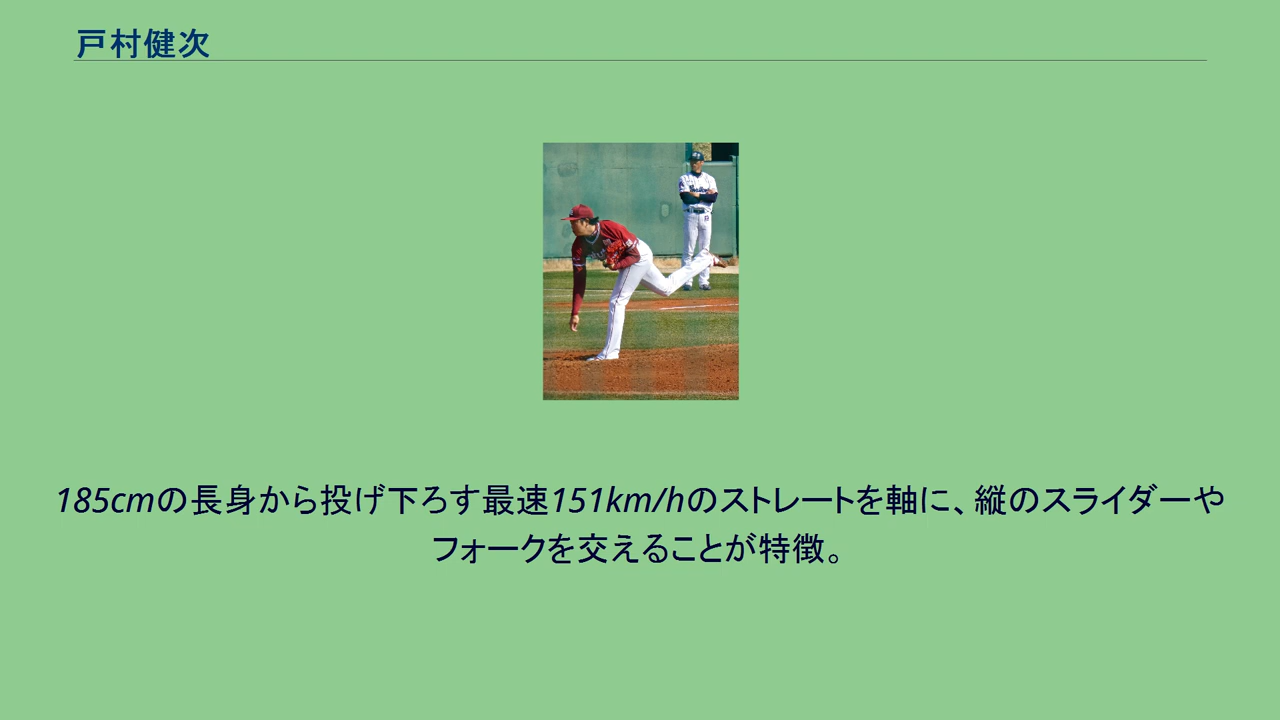 戸村健次
185cmの長身から投げ下ろす最速151km/hのストレートを軸に、縦のスライダーや
フォークを交えることが特徴。